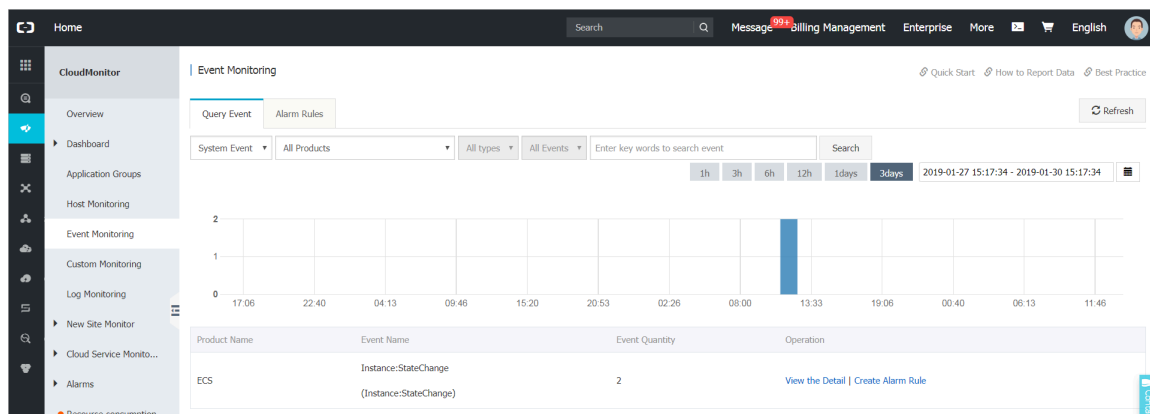 Home
Search
Message 99+ Billing Management Enterprise More English
CloudMonitor
Overview
Dashboard
Application Groups
Host Monitoring
Event Monitoring
Custom Monitoring
Log Monitoring
New Site Monitor
Cloud Service Monito...
Alarms
Resource consumption
Event Monitoring
Quick Start How to Report Data Best Practice
Query Event Alarm Rules
Refresh
System Event All Products All types All Events Enter key words to search event Search
1h 3h 6h 12h 1days 3days 2019-01-27 15:17:34 - 2019-01-30 15:17:34
2
1
0
17:06 22:40 04:13 09:46 15:20 20:53 02:26 08:00 13:33 19:06 00:40 06:13 11:46
Product Name Event Name Event Quantity Operation
Instance:StateChange
ECS 2 View the Detail | Create Alarm Rule
(Instance:StateChange)